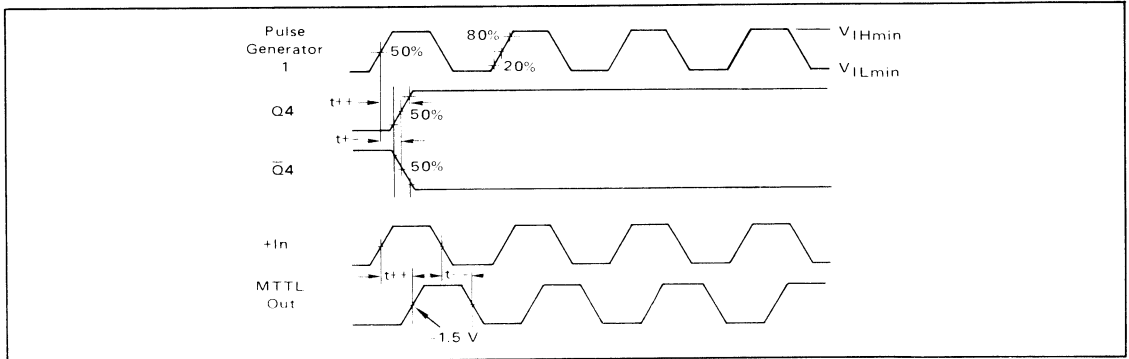 Pulse
Generator
1
50%
80%
20%
VIHmin
VILmin
Q4
t++
50%
t+-
Q̅4
50%
+In
t++
t--
MTTL
Out
1.5 V